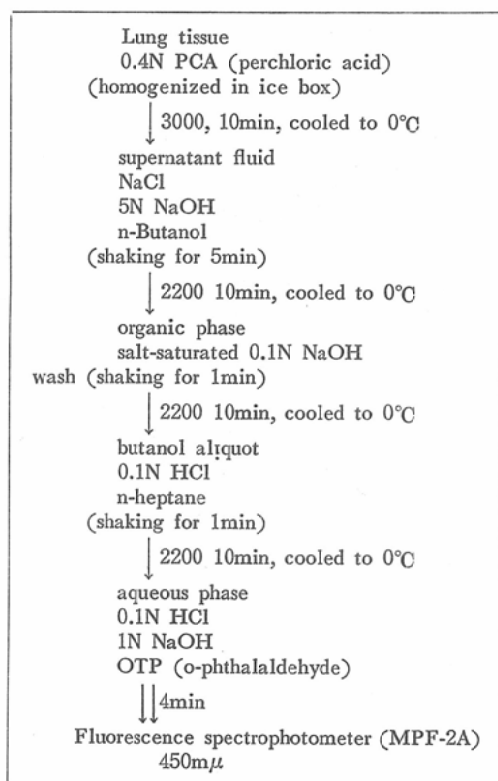 Lung tissue
0.4N PCA (perchloric acid)
(homogenized in ice box)
3000, 10min, cooled to 0℃
supernatant fluid
NaCl
5N NaOH
n-Butanol
(shaking for 5min)
2200 10min, cooled to 0℃
organic phase
salt-saturated 0.1N NaOH
wash (shaking for 1min)
2200 10min, cooled to 0℃
butanol aliquot
0.1N HCl
n-heptane
(shaking for 1min)
2200 10min, cooled to 0℃
aqueous phase
0.1N HCl
1N NaOH
OTP (o-phthalaldehyde)
4min
Fluorescence spectrophotometer (MPF-2A)
450mμ